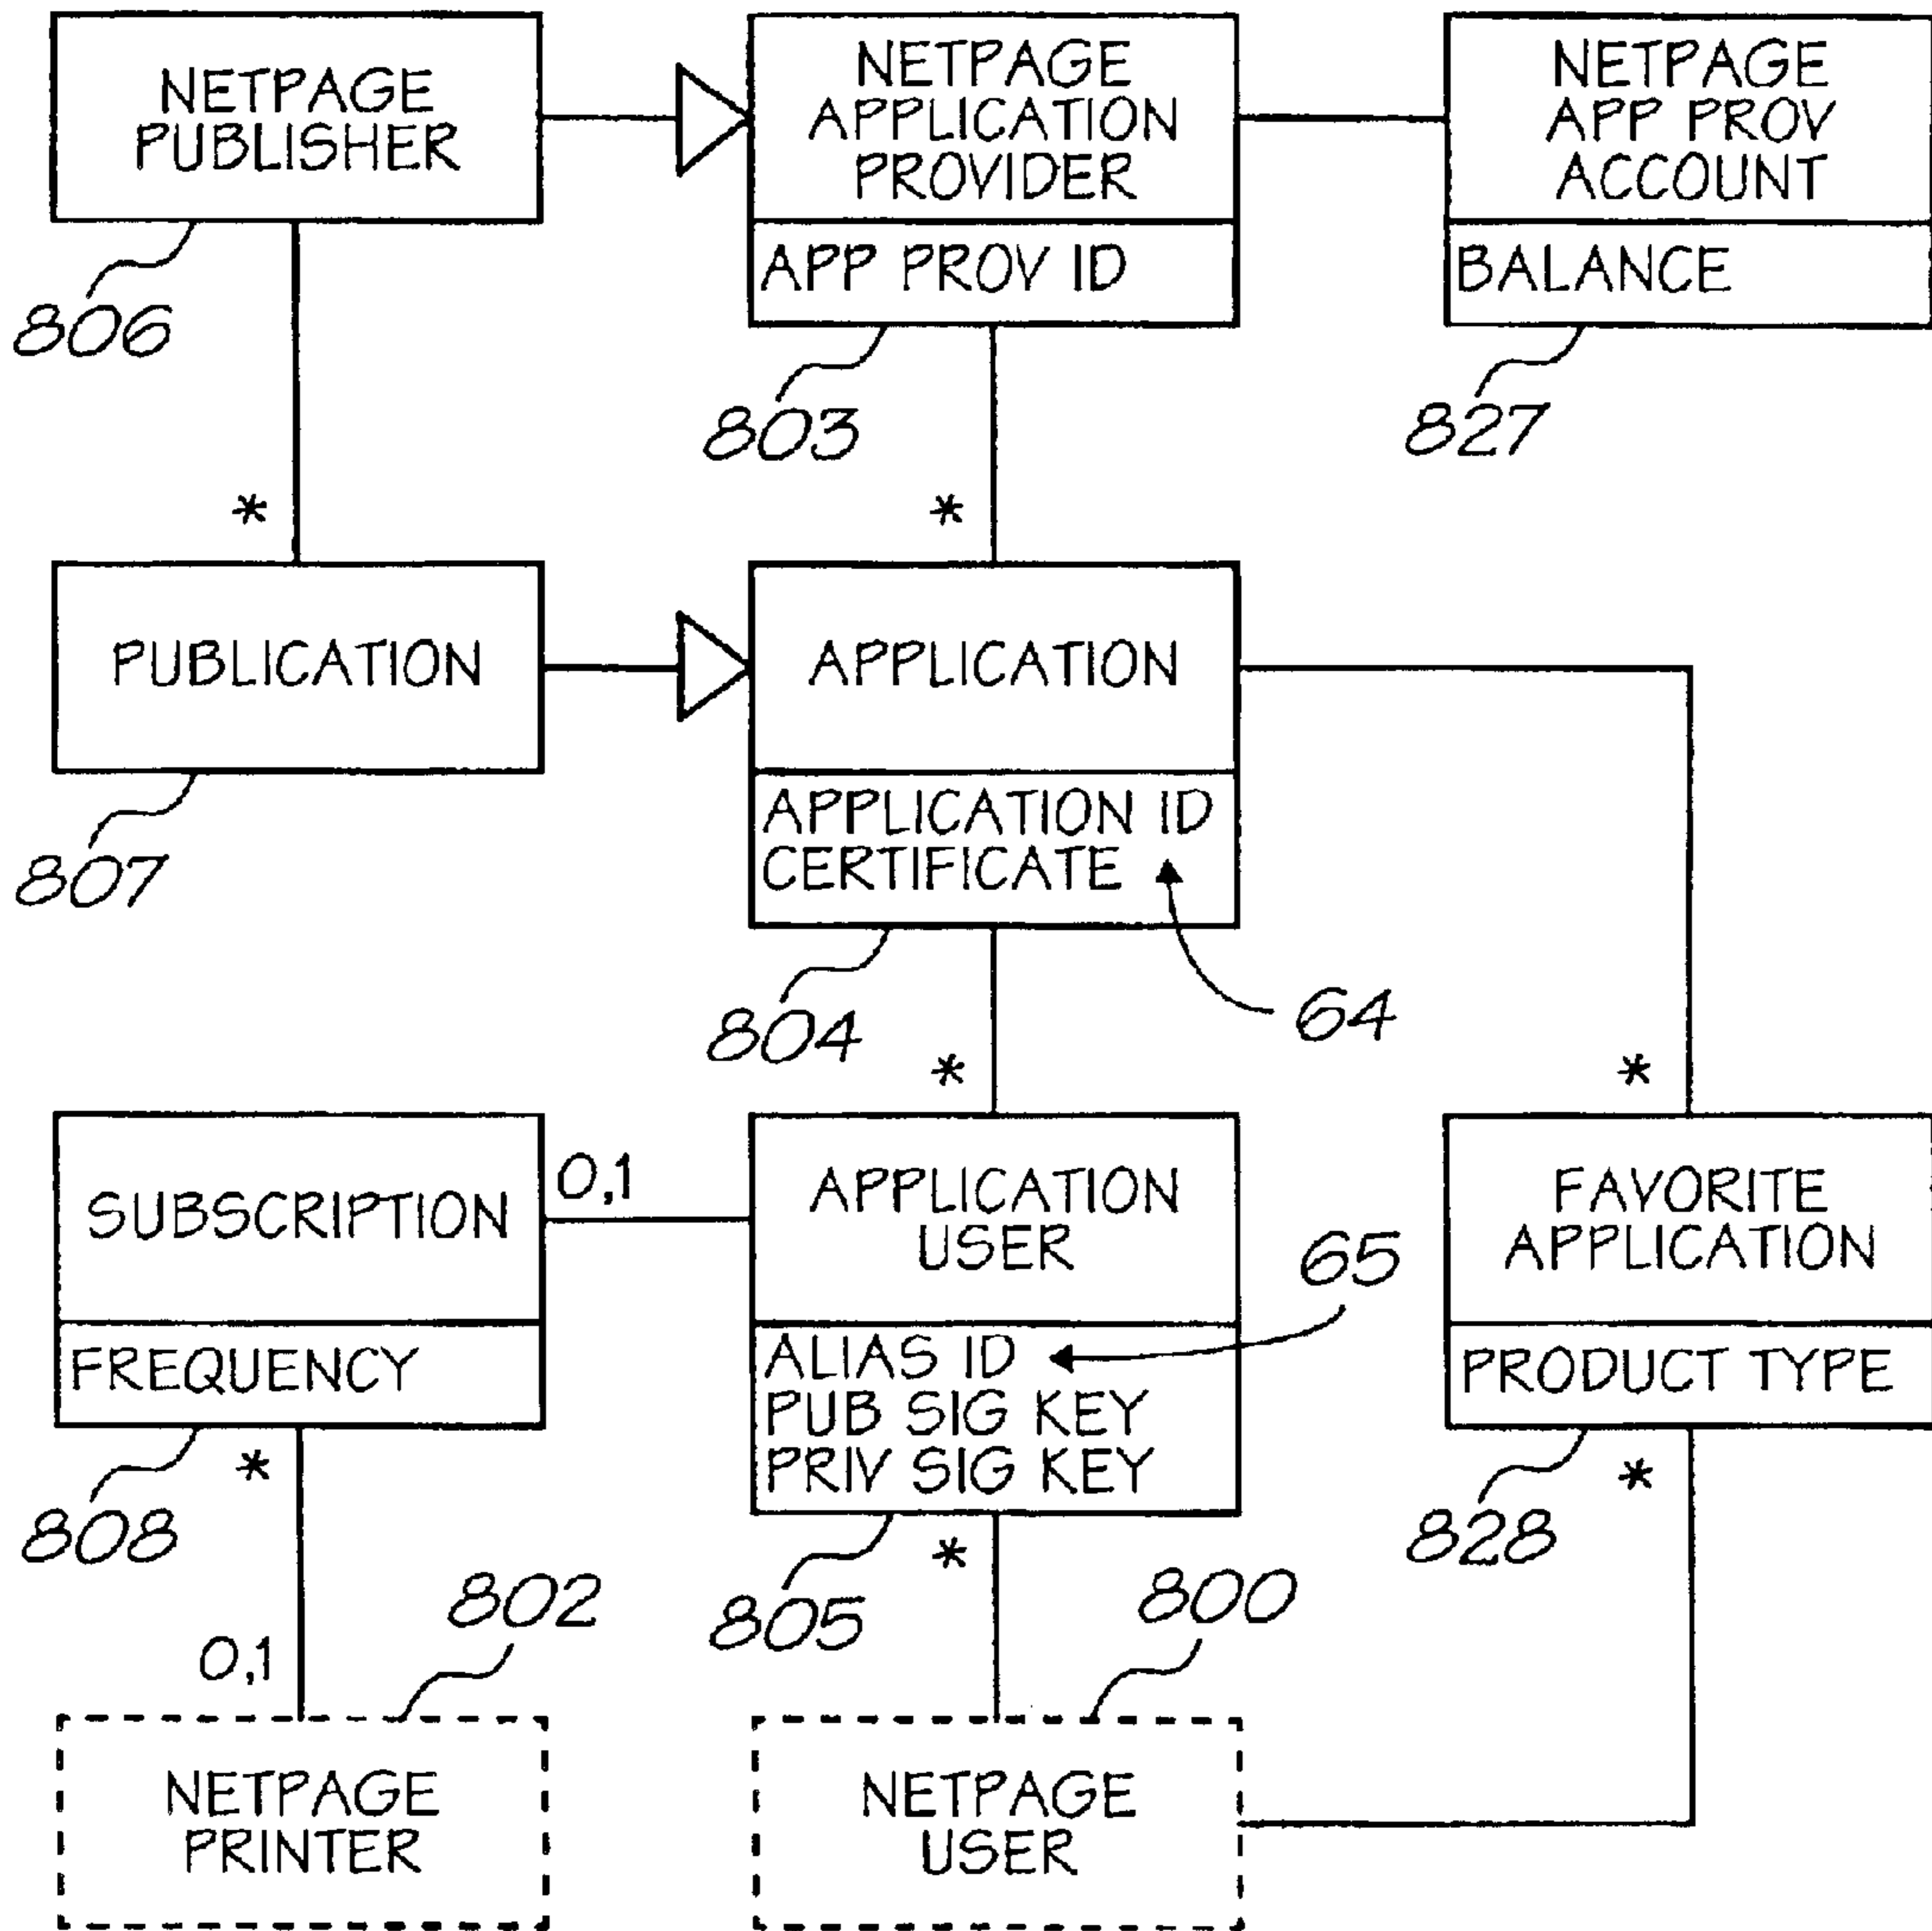 NETPAGE
PUBLISHER
806
NETPAGE
APPLICATION
PROVIDER
APP PROV ID
803
NETPAGE
APP PROV
ACCOUNT
BALANCE
827
*
*
PUBLICATION
807
APPLICATION
APPLICATION ID
CERTIFICATE
804
64
*
*
SUBSCRIPTION
FREQUENCY
0,1
808
*
APPLICATION
USER
ALIAS ID
PUB SIG KEY
PRIV SIG KEY
65
805
*
FAVORITE
APPLICATION
PRODUCT TYPE
828
*
802
800
0,1
NETPAGE
PRINTER
NETPAGE
USER